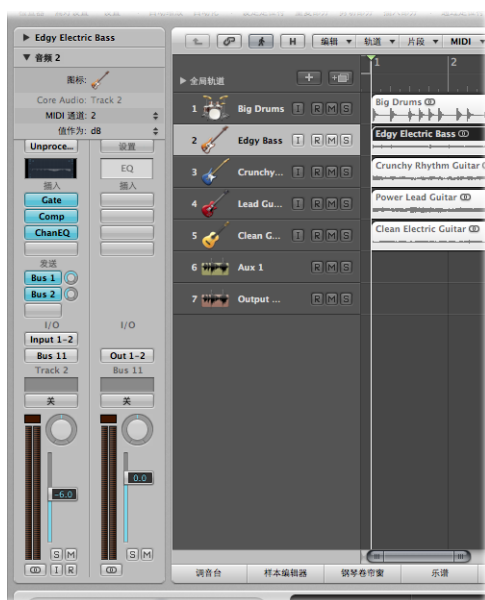 Edgy Electric Bass
音频 2
图标:
Core Audio: Track 2
MIDI 通道: 2
值作为: dB
Unproce...
设置
EQ
插入
插入
Gate
Comp
ChanEQ
发送
Bus 1
Bus 2
I/O
I/O
Input 1–2
Bus 11
Out 1–2
Track 2
Bus 11
关
关
-6.0
0.0
S M
S M
I R
H
编辑
轨道
片段
MIDI
全局轨道
1
2
1 Big Drums I R M S
Big Drums
2 Edgy Bass I R M S
Edgy Electric Bass
3 Crunchy... I R M S
Crunchy Rhythm Guitar
4 Lead Gu... I R M S
Power Lead Guitar
5 Clean G... I R M S
Clean Electric Guitar
6 Aux 1 R M S
7 Output ... R M S
调音台
样本编辑器
钢琴卷帘窗
乐谱